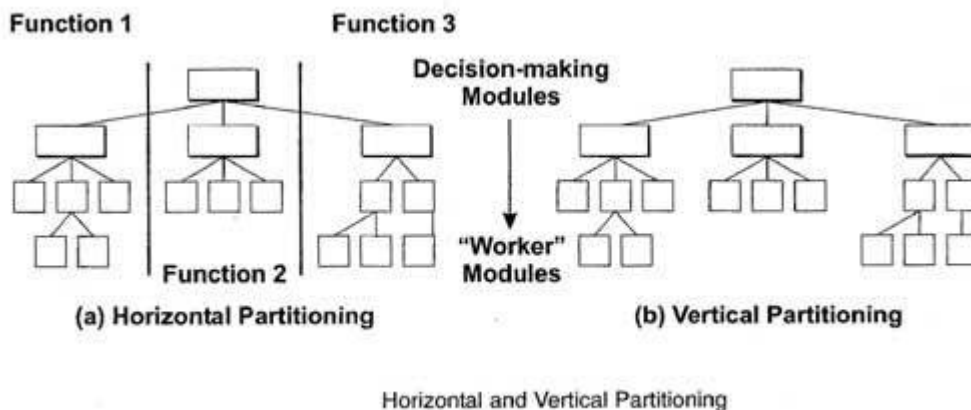 Function 1
Function 3
Decision-making
Modules
"Worker"
Modules
Function 2
(a) Horizontal Partitioning
(b) Vertical Partitioning
Horizontal and Vertical Partitioning